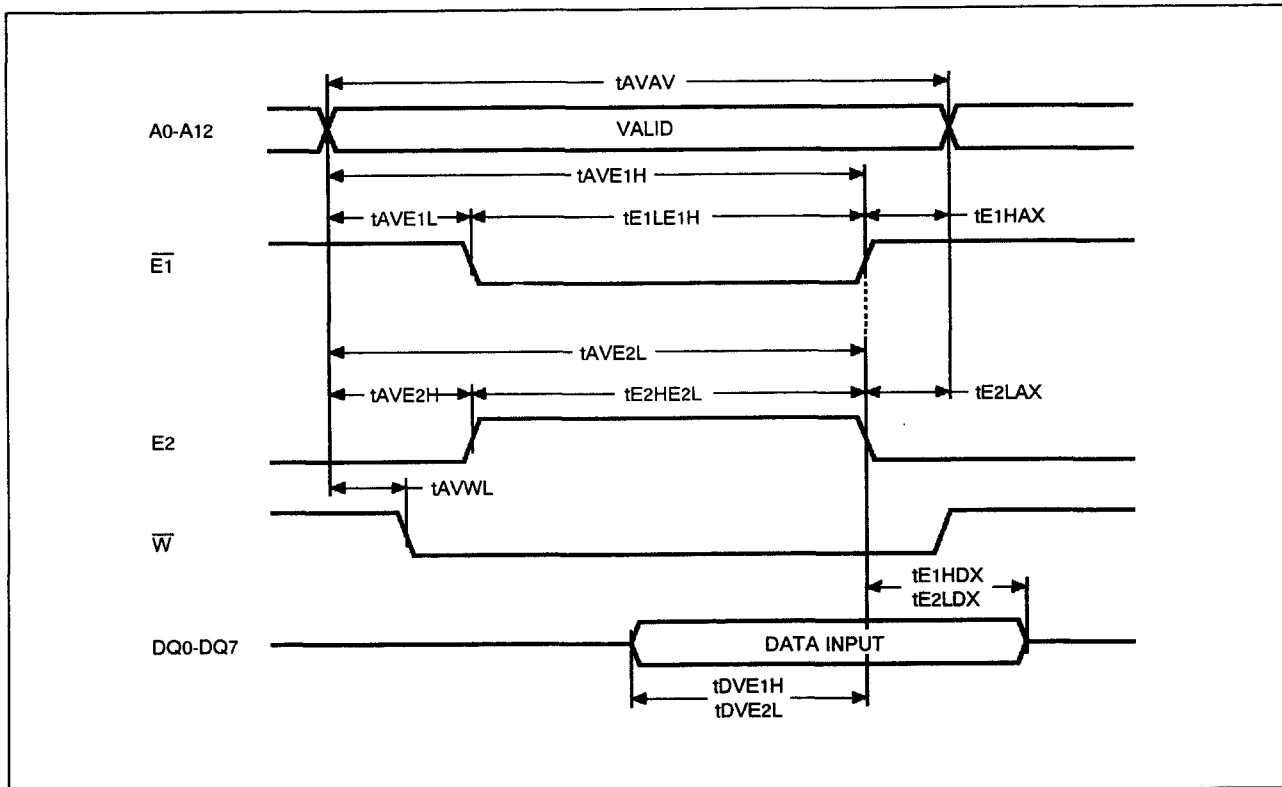 tAVAV
A0-A12
VALID
tAVE1H
tAVE1L
tE1LE1H
tE1HAX
E1
tAVE2L
tAVE2H
tE2HE2L
tE2LAX
E2
tAVWL
W
tE1HDX
tE2LDX
DQ0-DQ7
DATA INPUT
tDVE1H
tDVE2L